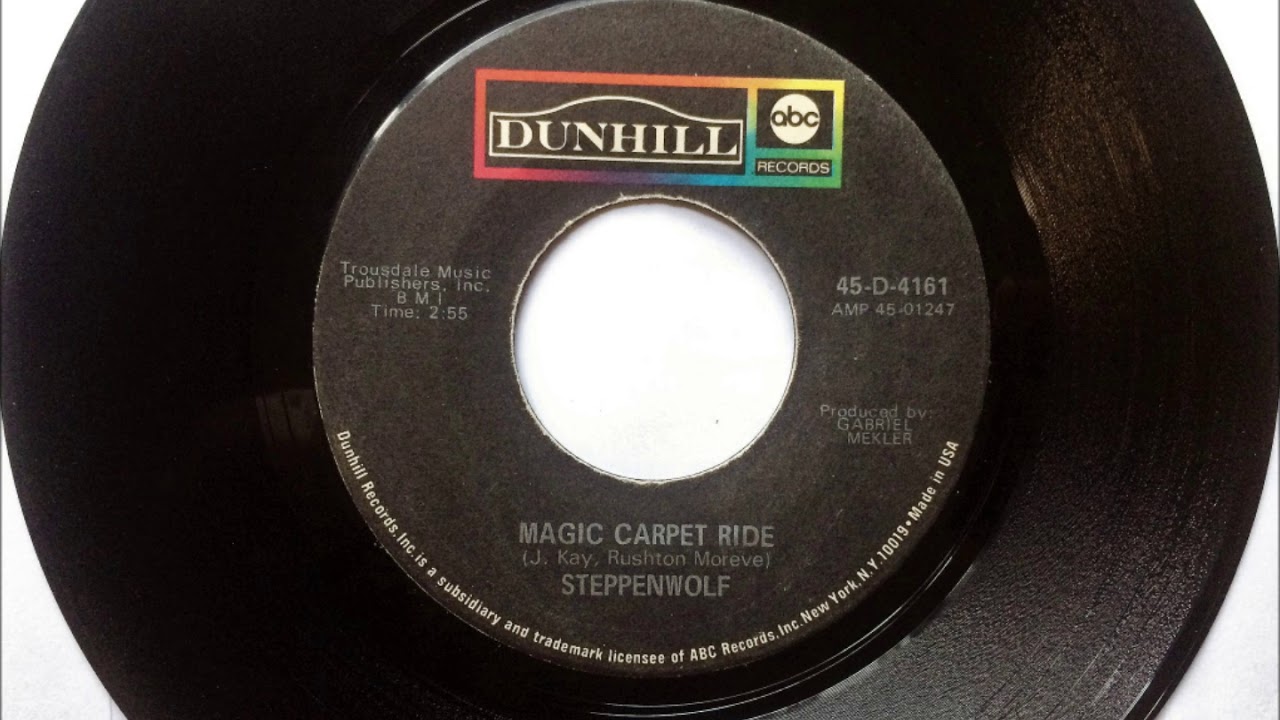 DUNHILL
abc
RECORDS
Trousdale Music
Publishers, Inc.
B M I
Time: 2:55
45-D-4161
AMP 45-01247
Produced by:
GABRIEL
MEKLER
MAGIC CARPET RIDE
(J. Kay, Rushton Moreve)
STEPPENWOLF
Dunhill Records, Inc. is a subsidiary and trademark licensee of ABC Records, Inc. New York, N.Y. 10019 • Made in USA